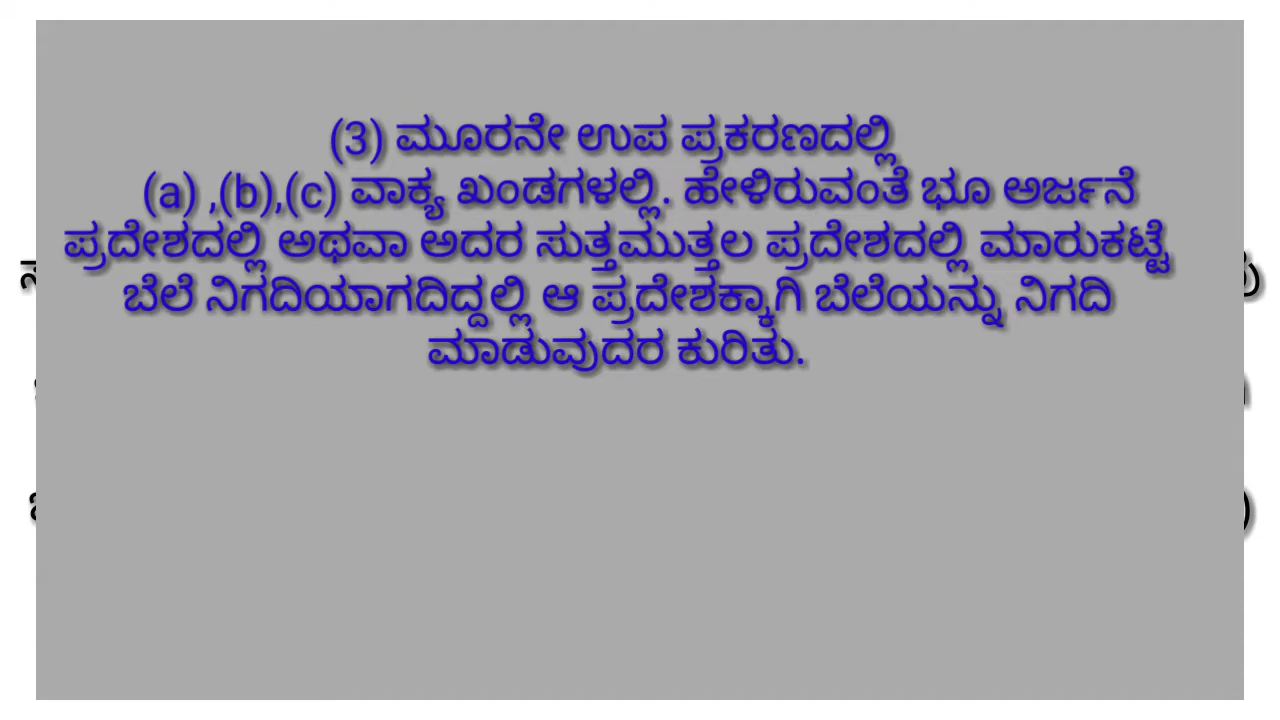 (3) ಮೂರನೇ ಉಪ ಪ್ರಕರಣದಲ್ಲಿ
(a) ,(b),(c) ವಾಕ್ಯ ಖಂಡಗಳಲ್ಲಿ. ಹೇಳಿರುವಂತೆ ಭೂ ಅರ್ಜನೆ
ಪ್ರದೇಶದಲ್ಲಿ ಅಥವಾ ಅದರ ಸುತ್ತಮುತ್ತಲ ಪ್ರದೇಶದಲ್ಲಿ ಮಾರುಕಟ್ಟೆ
ಬೆಲೆ ನಿಗದಿಯಾಗದಿದ್ದಲ್ಲಿ ಆ ಪ್ರದೇಶಕ್ಕಾಗಿ ಬೆಲೆಯನ್ನು ನಿಗದಿ
ಮಾಡುವುದರ ಕುರಿತು.